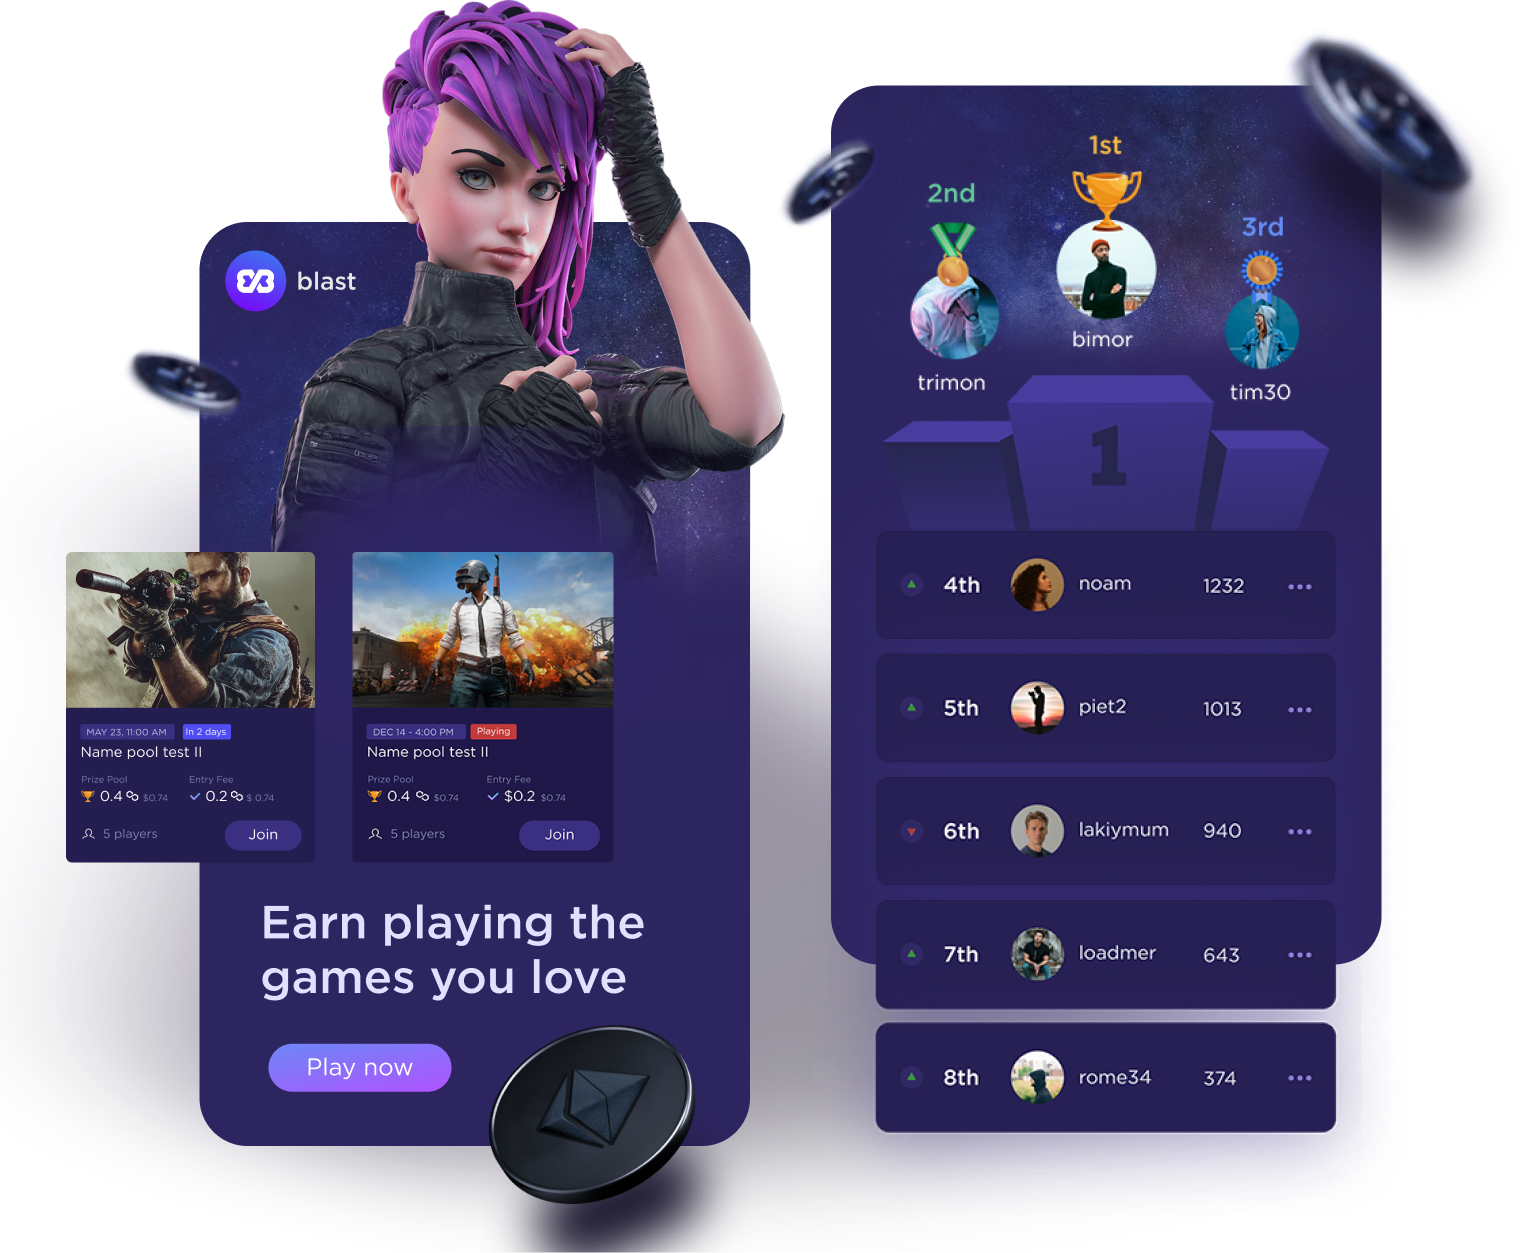 blast
MAY 23, 11:00 AM
In 2 days
Name pool test II
Prize Pool
Entry Fee
0.4 $0.74
0.2 $ 0.74
5 players
Join
DEC 14 - 4:00 PM
Playing
Name pool test II
Prize Pool
Entry Fee
0.4 $0.74
$0.2 $0.74
5 players
Join
Earn playing the
games you love
Play now
1st
2nd
3rd
bimor
trimon
tim30
1
4th noam 1232
5th piet2 1013
6th lakiymum 940
7th loadmer 643
8th rome34 374